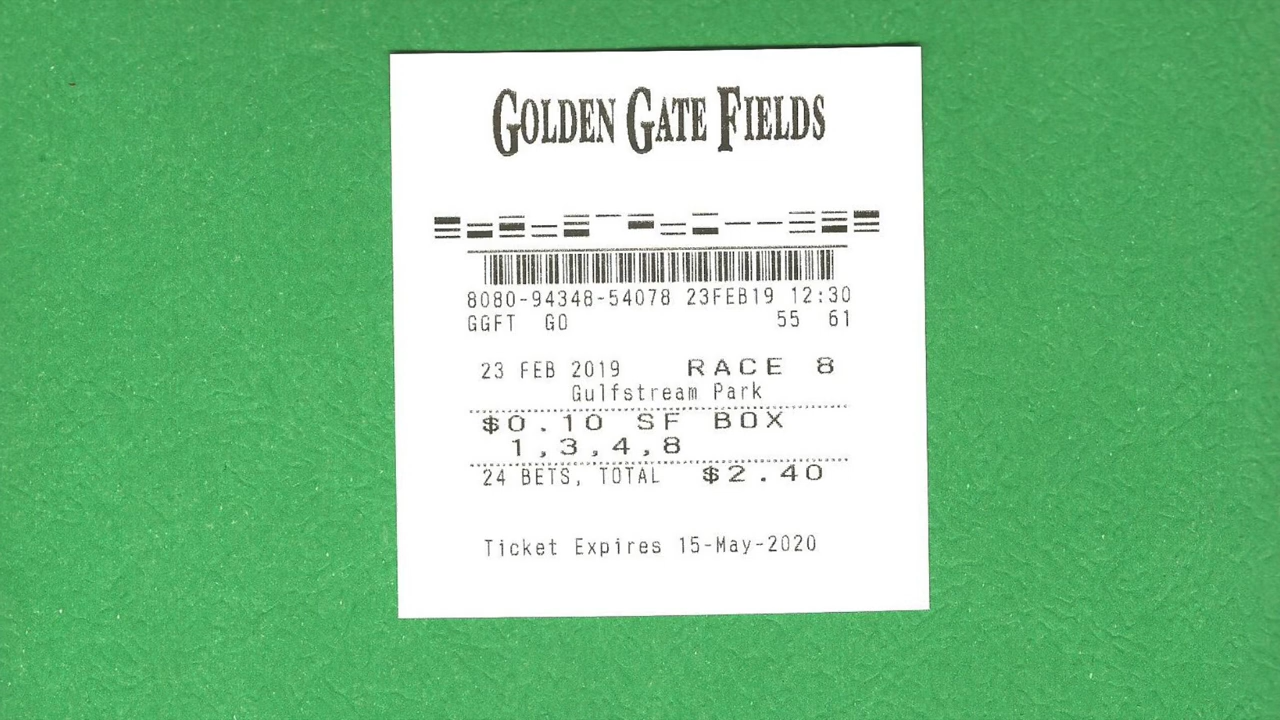 GOLDEN GATE FIELDS
8080-94348-54078 23FEB19 12:30
GGFT GO 55 61
23 FEB 2019 RACE 8
Gulfstream Park
$0.10 SF BOX
1,3,4,8
24 BETS, TOTAL $2.40
Ticket Expires 15-May-2020